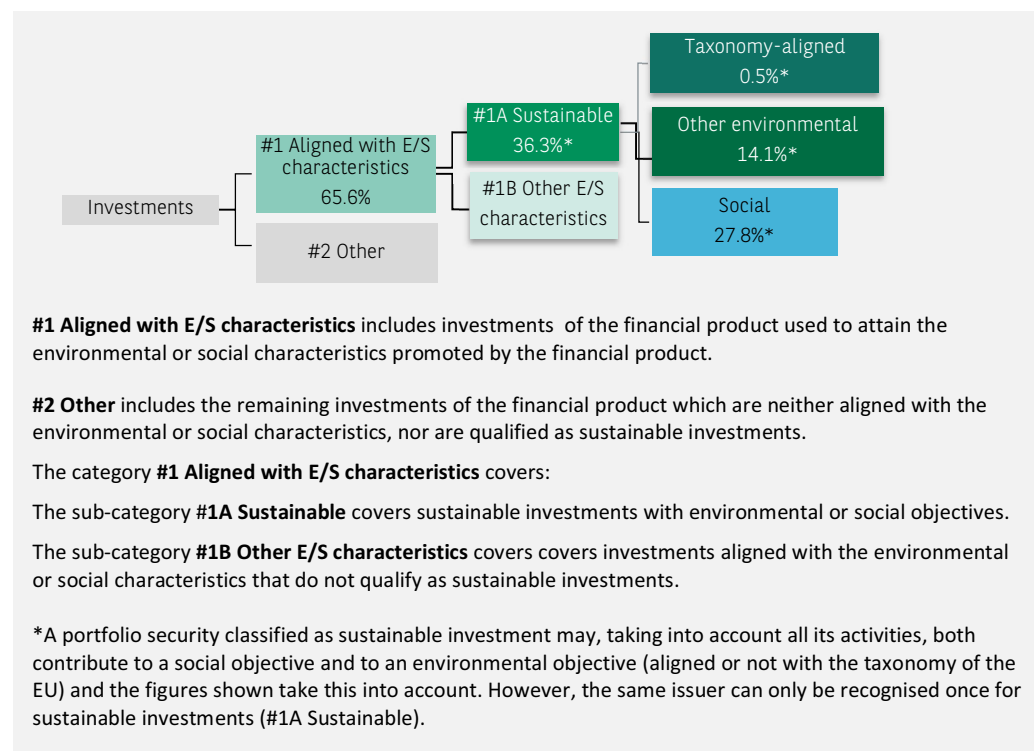 Taxonomy-aligned
0.5%*
#1A Sustainable
36.3%*
Other environmental
14.1%*
#1 Aligned with E/S
characteristics
65.6%
#1B Other E/S
characteristics
Investments
Social
27.8%*
#2 Other
#1 Aligned with E/S characteristics includes investments of the financial product used to attain the
environmental or social characteristics promoted by the financial product.
#2 Other includes the remaining investments of the financial product which are neither aligned with the
environmental or social characteristics, nor are qualified as sustainable investments.
The category #1 Aligned with E/S characteristics covers:
The sub-category #1A Sustainable covers sustainable investments with environmental or social objectives.
The sub-category #1B Other E/S characteristics covers covers investments aligned with the environmental
or social characteristics that do not qualify as sustainable investments.
*A portfolio security classified as sustainable investment may, taking into account all its activities, both
contribute to a social objective and to an environmental objective (aligned or not with the taxonomy of the
EU) and the figures shown take this into account. However, the same issuer can only be recognised once for
sustainable investments (#1A Sustainable).